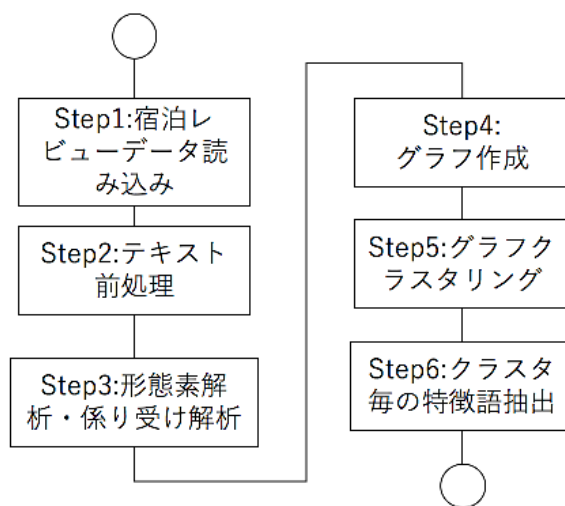 Step1:宿泊レ
ビューデータ読
み込み
Step2:テキスト
前処理
Step3:形態素解
析・係り受け解析
Step4:
グラフ作成
Step5:グラフク
ラスタリング
Step6:クラスタ
毎の特徴語抽出